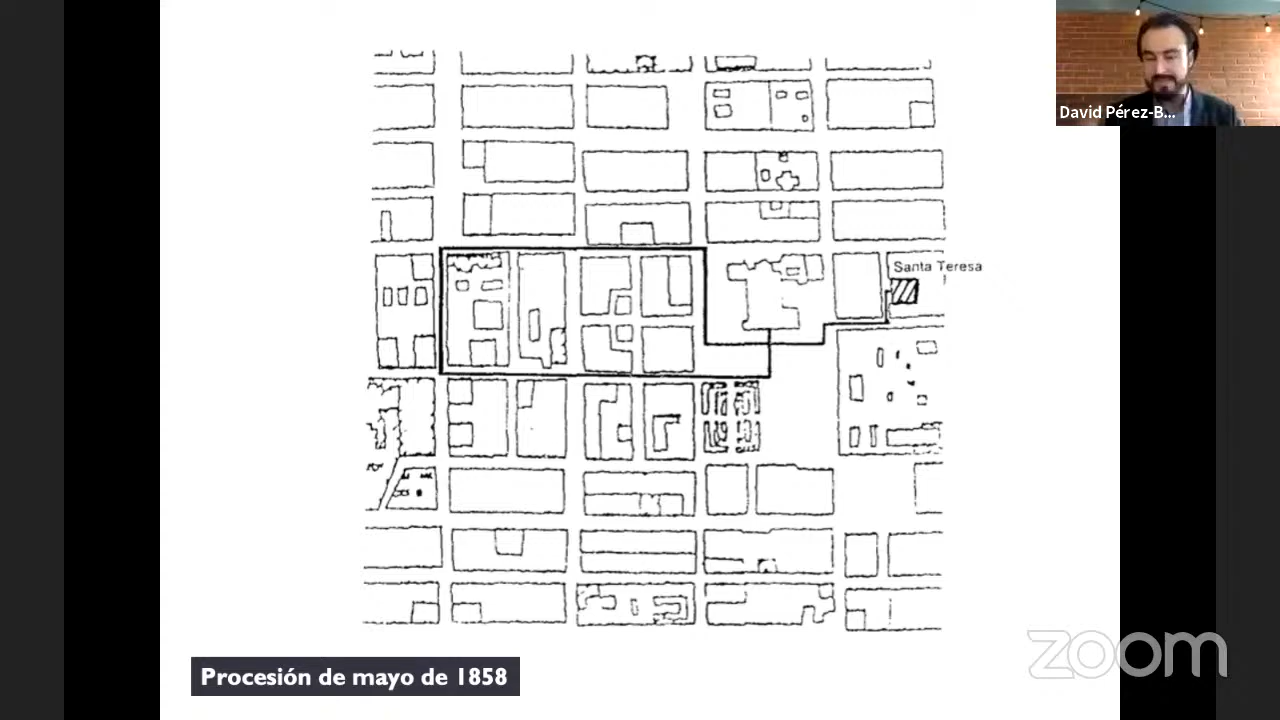 David Pérez-B...
Santa Teresa
Procesión de mayo de 1858
zoom